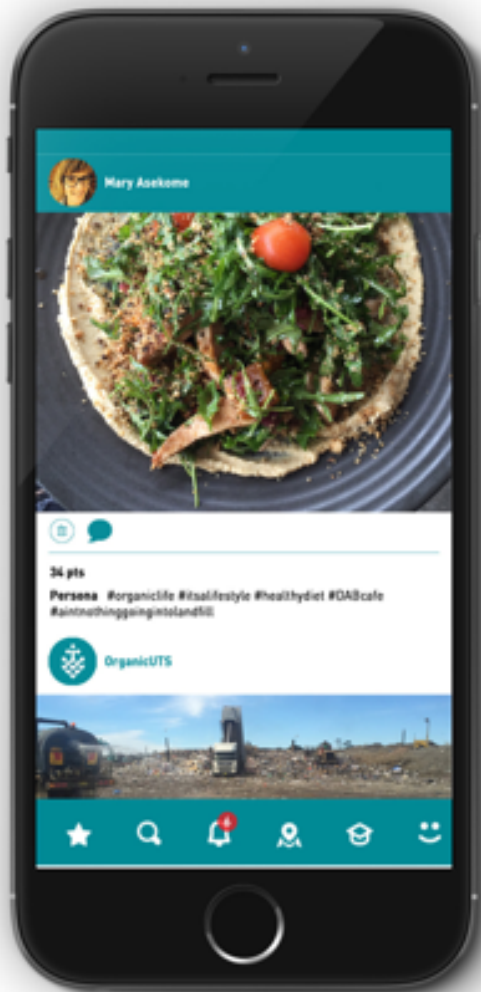 Mary Asekome
34 pts
Persona #organiclife #itsalifestyle #healthydiet #DABcafe
#aintnothinggoingintolandfill
OrganicUTS